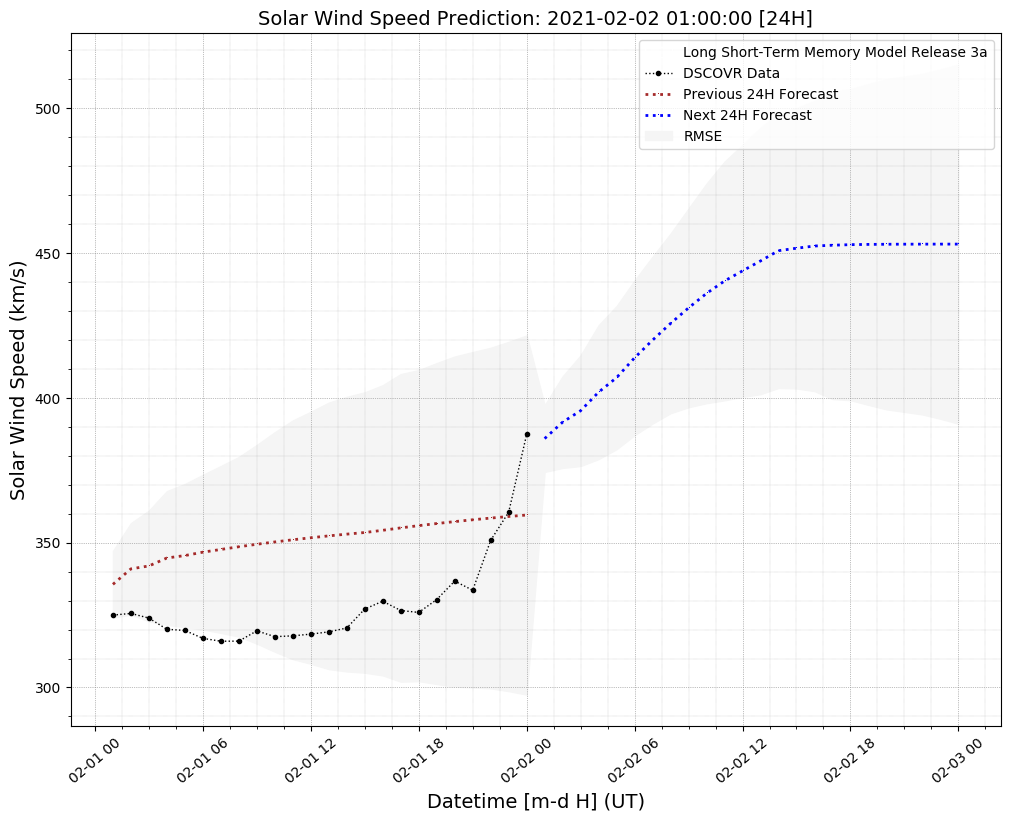 Solar Wind Speed Prediction: 2021-02-02 01:00:00 [24H]
Long Short-Term Memory Model Release 3a
DSCOVR Data
Previous 24H Forecast
Next 24H Forecast
RMSE
Solar Wind Speed (km/s)
500
450
400
350
300
02-01 00
02-01 06
02-01 12
02-01 18
02-02 00
02-02 06
02-02 12
02-02 18
02-03 00
Datetime [m-d H] (UT)